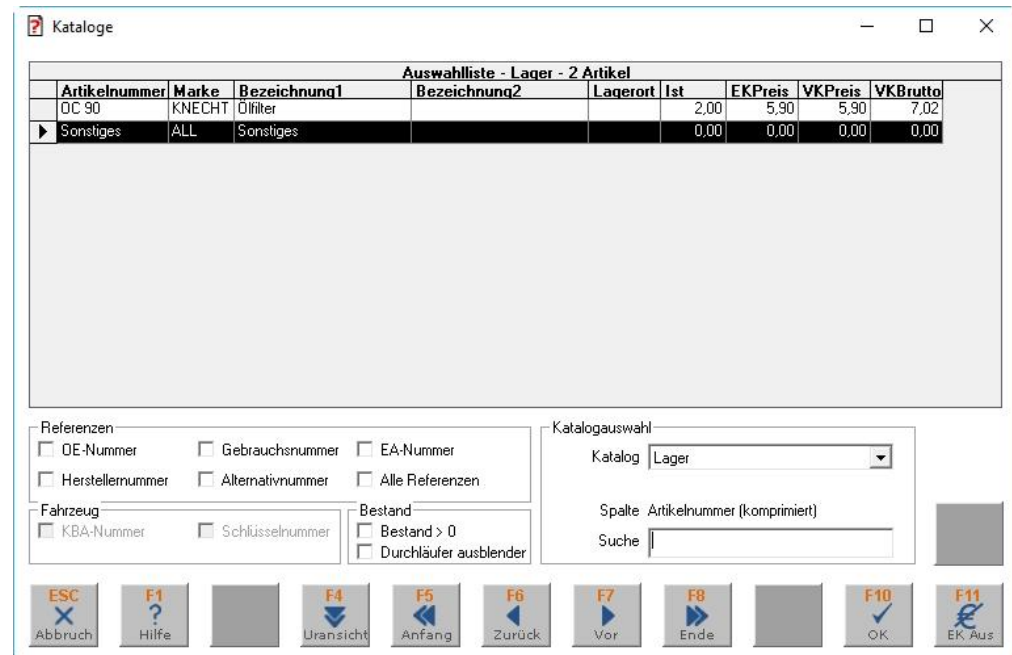 Kataloge
Auswahlliste - Lager - 2 Artikel
Artikelnummer Marke Bezeichnung1 Bezeichnung2 Lagerort Ist EKPreis VKPreis VKBrutto
OC 90 KNECHT Ölfilter 2,00 5,90 5,90 7,02
Sonstiges ALL Sonstiges 0,00 0,00 0,00 0,00
Referenzen
OE-Nummer Gebrauchsnummer EA-Nummer
Herstellernummer Alternativnummer Alle Referenzen
Fahrzeug
KBA-Nummer Schlüsselnummer
Bestand
Bestand > 0
Durchläufer ausblender
Katalogauswahl
Katalog Lager
Spalte Artikelnummer (komprimiert)
Suche
ESC F1 F4 F5 F6 F7 F8 F10 F11
Abbruch Hilfe Uransicht Anfang Zurück Vor Ende OK EK Aus